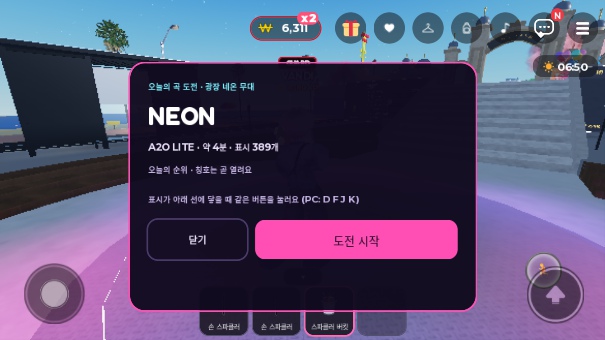 x2
6,311
N
06:50
오늘의 곡 도전 · 광장 네온 무대
NEON
A2O LITE · 약 4분 · 표시 389개
오늘의 순위 · 칭호는 곧 열려요
표시가 아래 선에 닿을 때 같은 버튼을 눌러요 (PC: D F J K)
닫기
도전 시작
손 스파클러
손 스파클러
스파클러 버킷